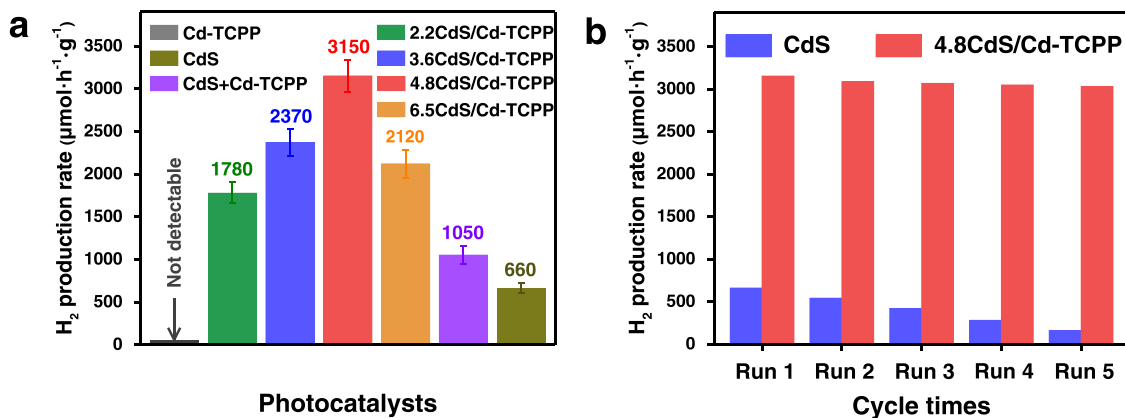 a
H₂ production rate (μmol·h⁻¹·g⁻¹)
3500
3000
2500
2000
1500
1000
500
0
Cd-TCPP
CdS
CdS+Cd-TCPP
2.2CdS/Cd-TCPP
3.6CdS/Cd-TCPP
4.8CdS/Cd-TCPP
6.5CdS/Cd-TCPP
Not detectable
1780
2370
3150
2120
1050
660
Photocatalysts
b
H₂ production rate (μmol·h⁻¹·g⁻¹)
3500
3000
2500
2000
1500
1000
500
0
CdS
4.8CdS/Cd-TCPP
Run 1
Run 2
Run 3
Run 4
Run 5
Cycle times